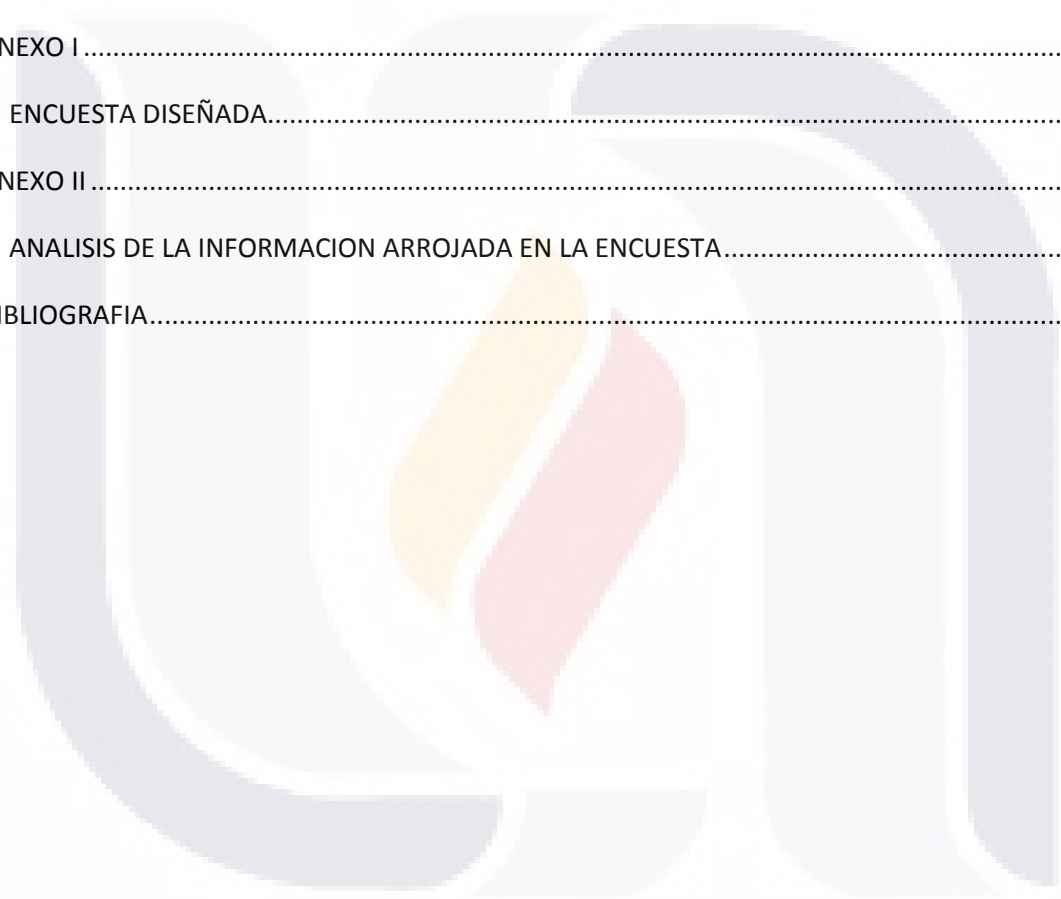 NEXO I
ENCUESTA DISEÑADA
NEXO II
ANALISIS DE LA INFORMACION ARROJADA EN LA ENCUESTA
IBLIOGRAFIA